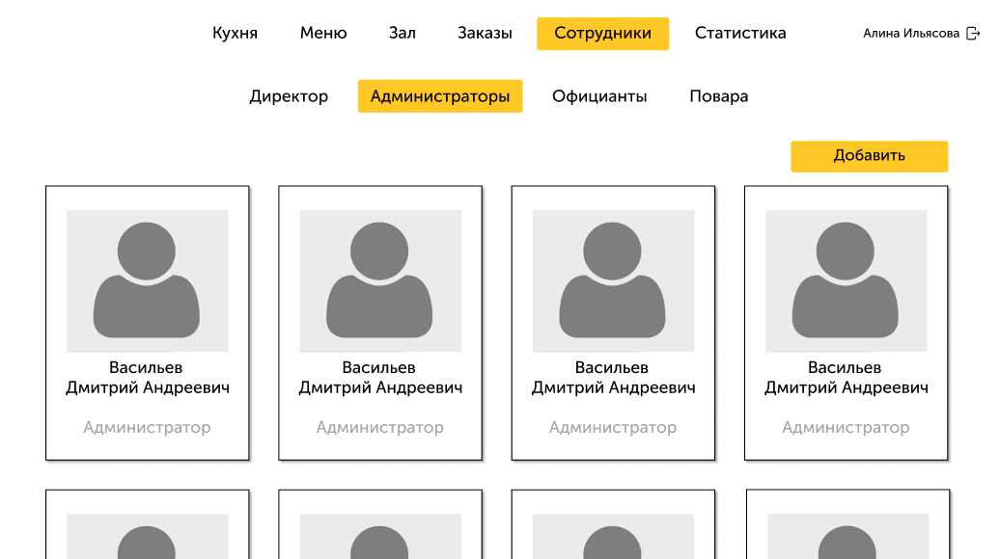 Кухня Меню Зал Заказы Сотрудники Статистика Алина Ильясова
Директор Администраторы Официанты Повара
Добавить
Васильев
Дмитрий Андреевич
Администратор
Васильев
Дмитрий Андреевич
Администратор
Васильев
Дмитрий Андреевич
Администратор
Васильев
Дмитрий Андреевич
Администратор